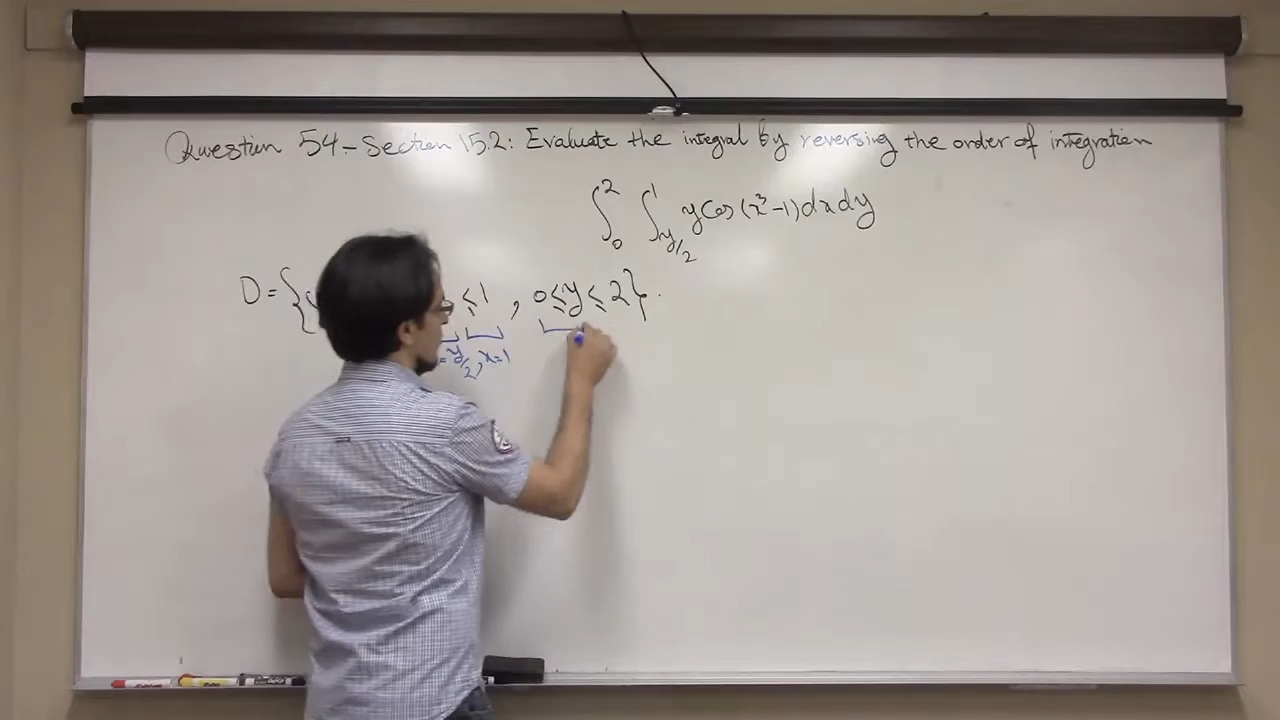 Question 54 - Section 15.2: Evaluate the integral by reversing the order of integration
∫₀² ∫_{y/2}^1 y cos(x³-1) dx dy
D = { ≤ 1 , 0 ≤ y ≤ 2 } .
= y/2 , x=1